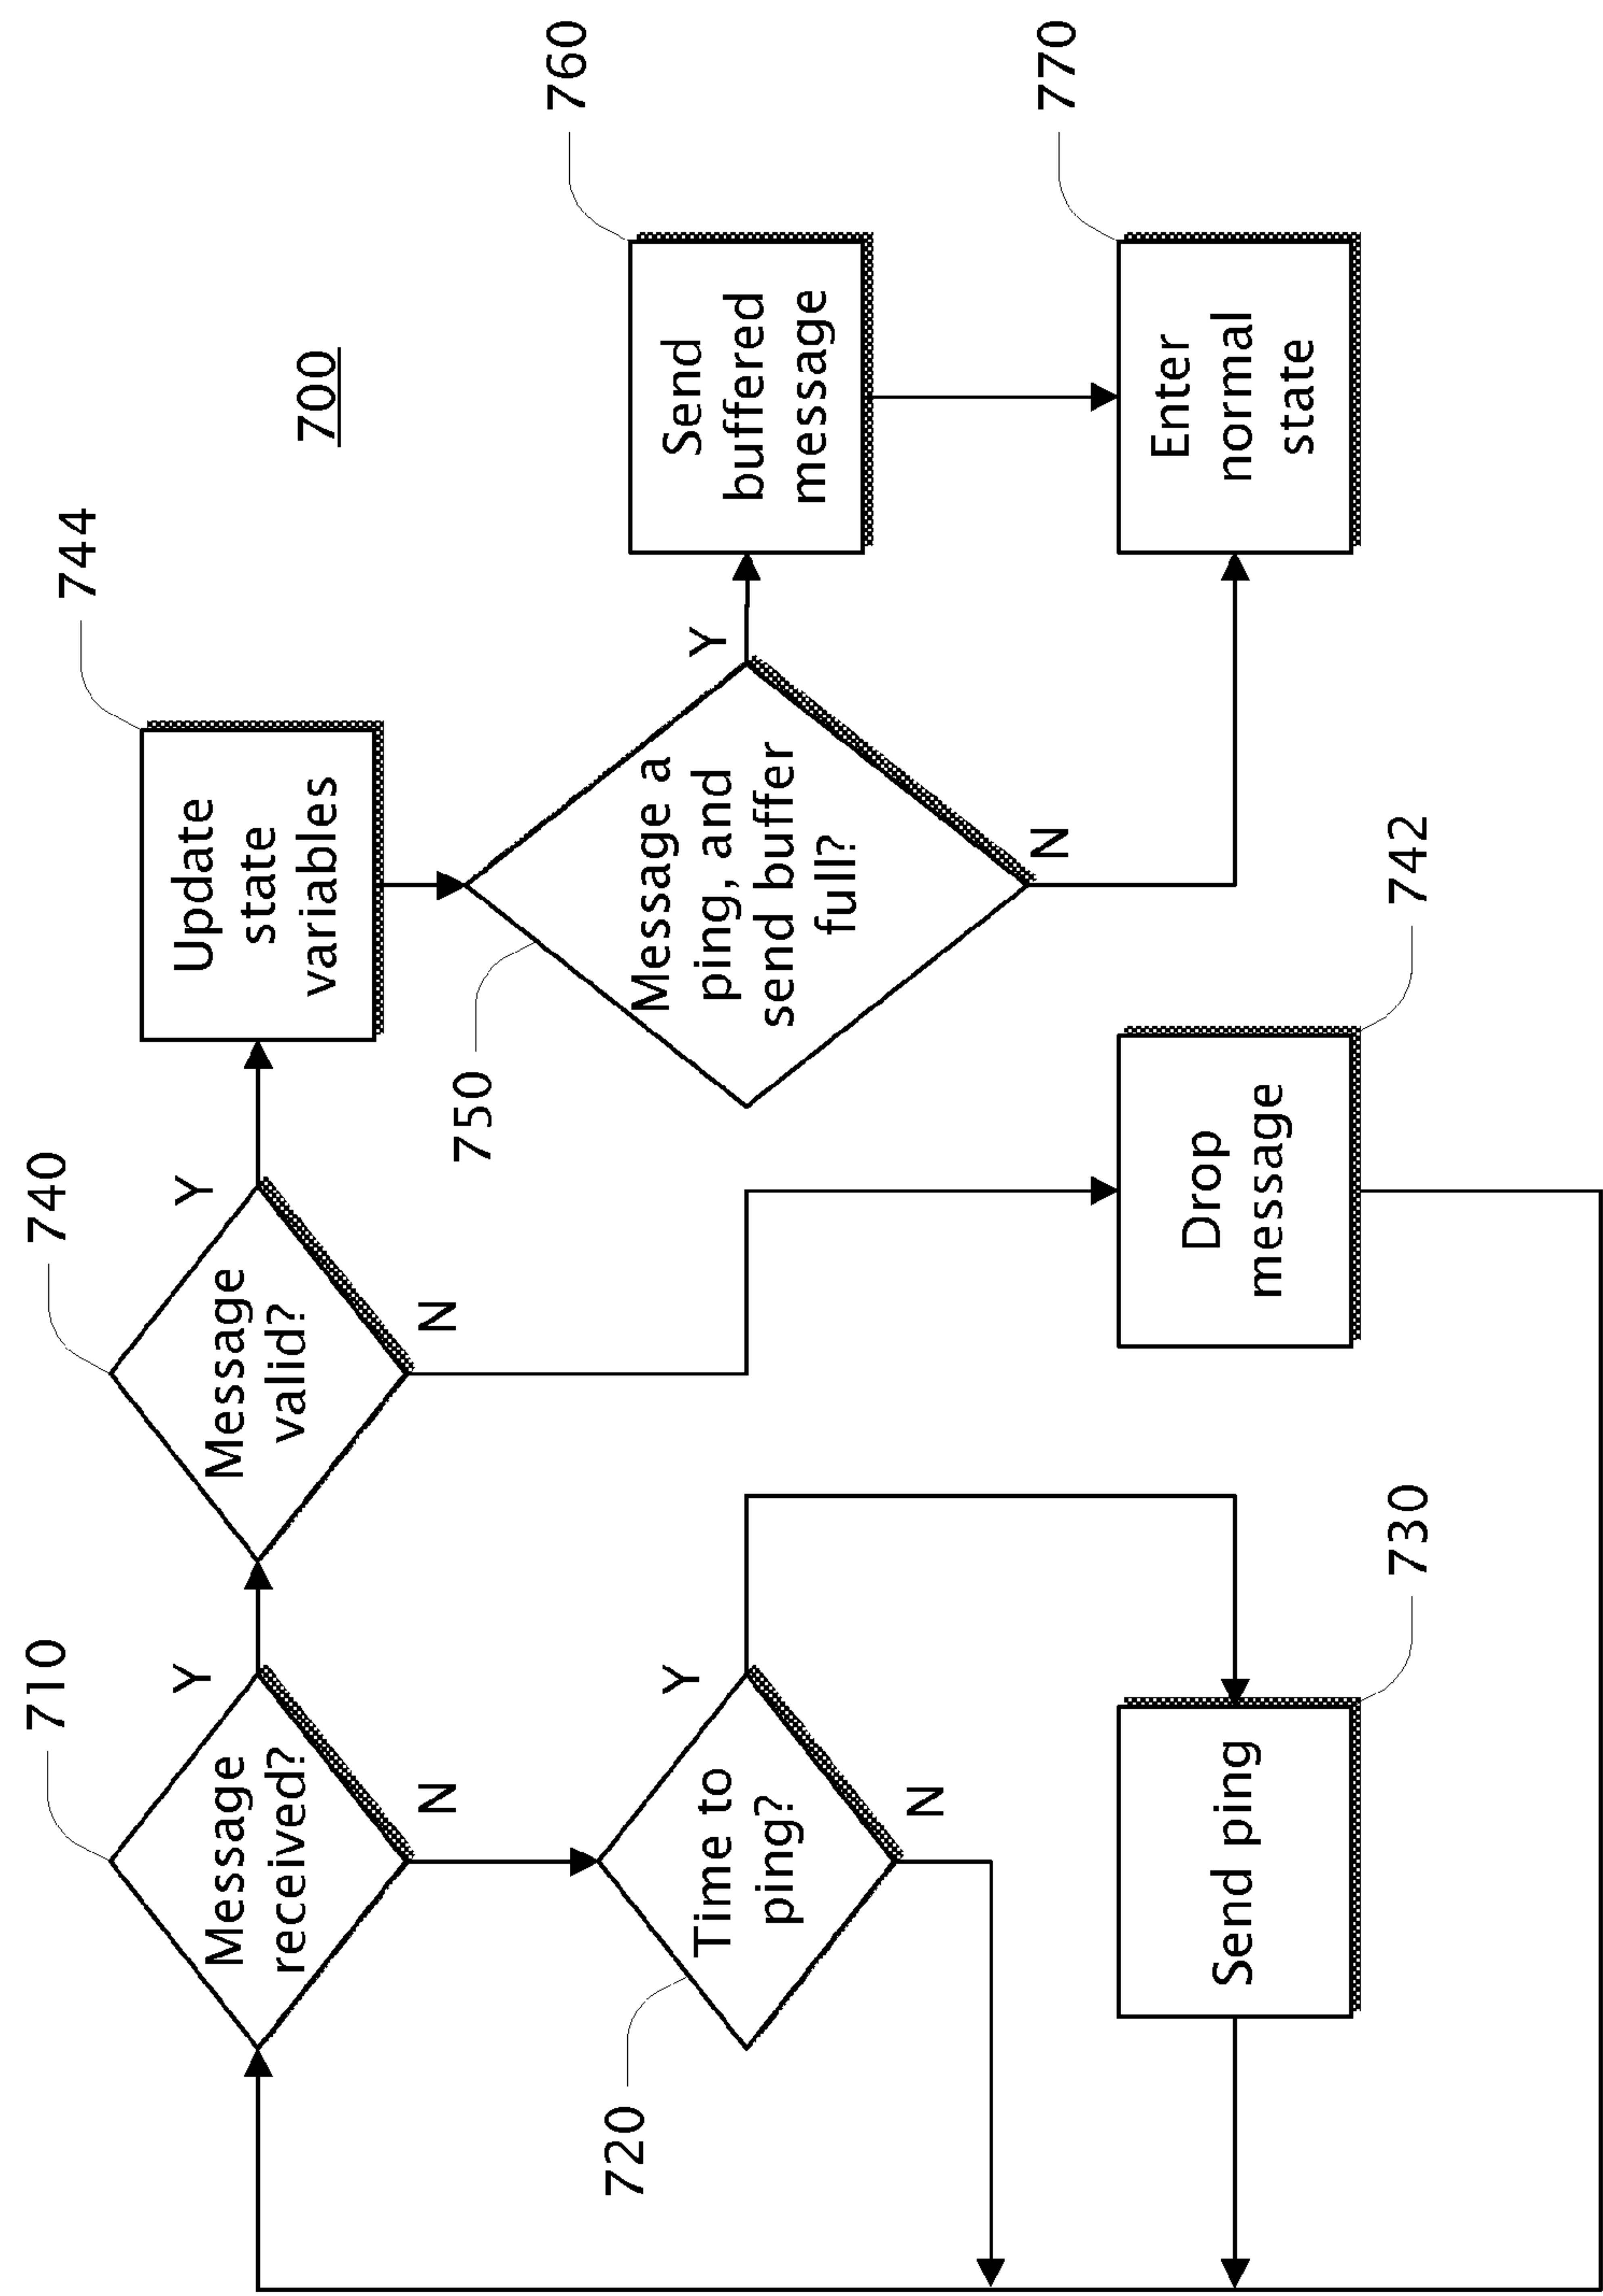 700
710
Message
received?
Y
N
740
Message
valid?
Y
N
744
Update
state
variables
720
Time to
ping?
Y
N
750
Message a
ping, and
send buffer
full?
Y
N
760
Send
buffered
message
730
Send ping
742
Drop
message
770
Enter
normal
state